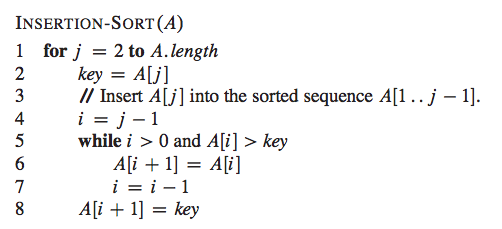 INSERTION-SORT(A)
1 for j = 2 to A.length
2 key = A[j]
3 // Insert A[j] into the sorted sequence A[1 . . j − 1].
4 i = j − 1
5 while i > 0 and A[i] > key
6 A[i + 1] = A[i]
7 i = i − 1
8 A[i + 1] = key